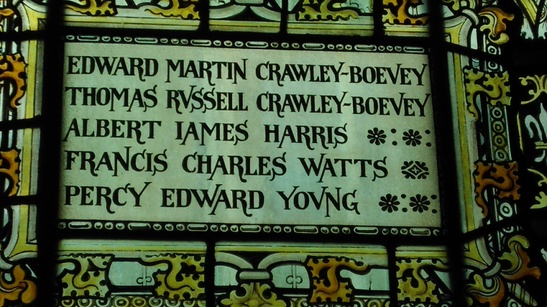 EDWARD MARTIN CRAWLEY-BOEVEY
THOMAS RVSSELL CRAWLEY-BOEVEY
ALBERT IAMES HARRIS
FRANCIS CHARLES WATTS
PERCY EDWARD YOVNG